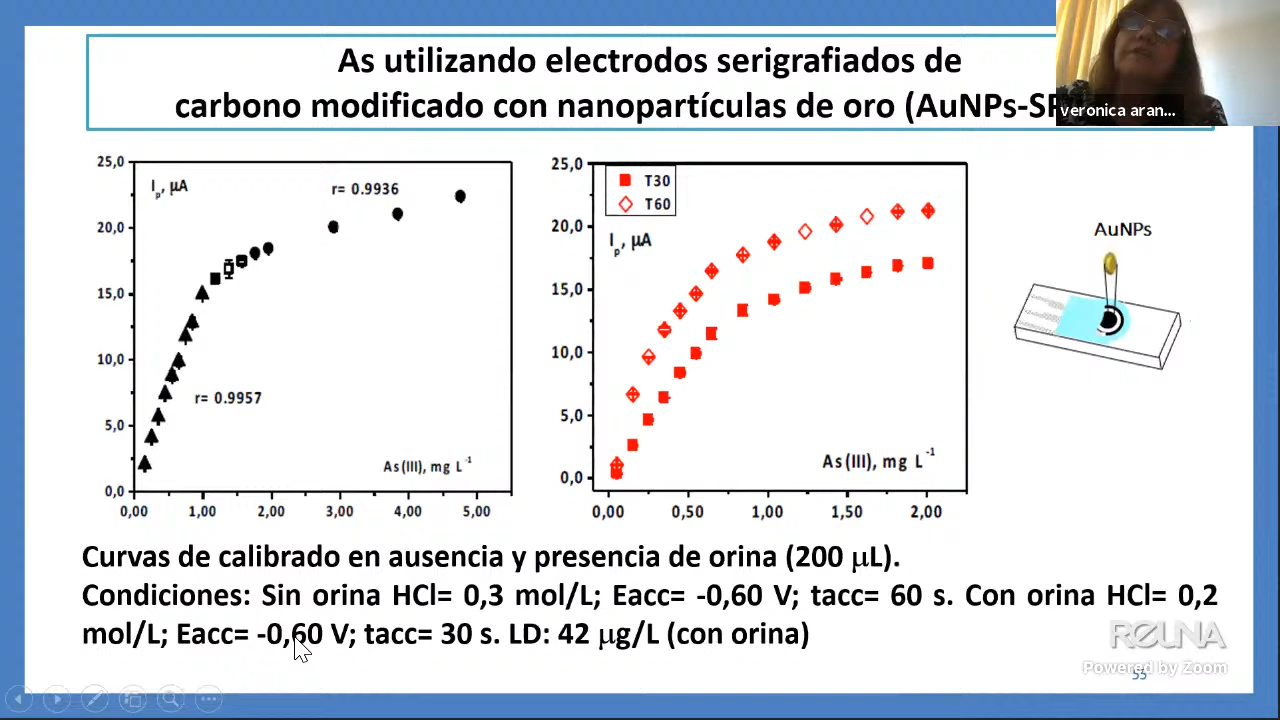 As utilizando electrodos serigrafiados de
carbono modificado con nanopartículas de oro (AuNPs-SP
veronica aran...
25,0
20,0
15,0
10,0
5,0
0,0
Ip, µA
r= 0.9936
r= 0.9957
As(III), mg L-1
0,00 1,00 2,00 3,00 4,00 5,00
25,0
20,0
15,0
10,0
5,0
0,0
T30
T60
Ip, µA
As(III), mg L-1
0,00 0,50 1,00 1,50 2,00
AuNPs
Curvas de calibrado en ausencia y presencia de orina (200 µL).
Condiciones: Sin orina HCl= 0,3 mol/L; Eacc= -0,60 V; tacc= 60 s. Con orina HCl= 0,2
mol/L; Eacc= -0,60 V; tacc= 30 s. LD: 42 µg/L (con orina)
REUNA
Powered by Zoom